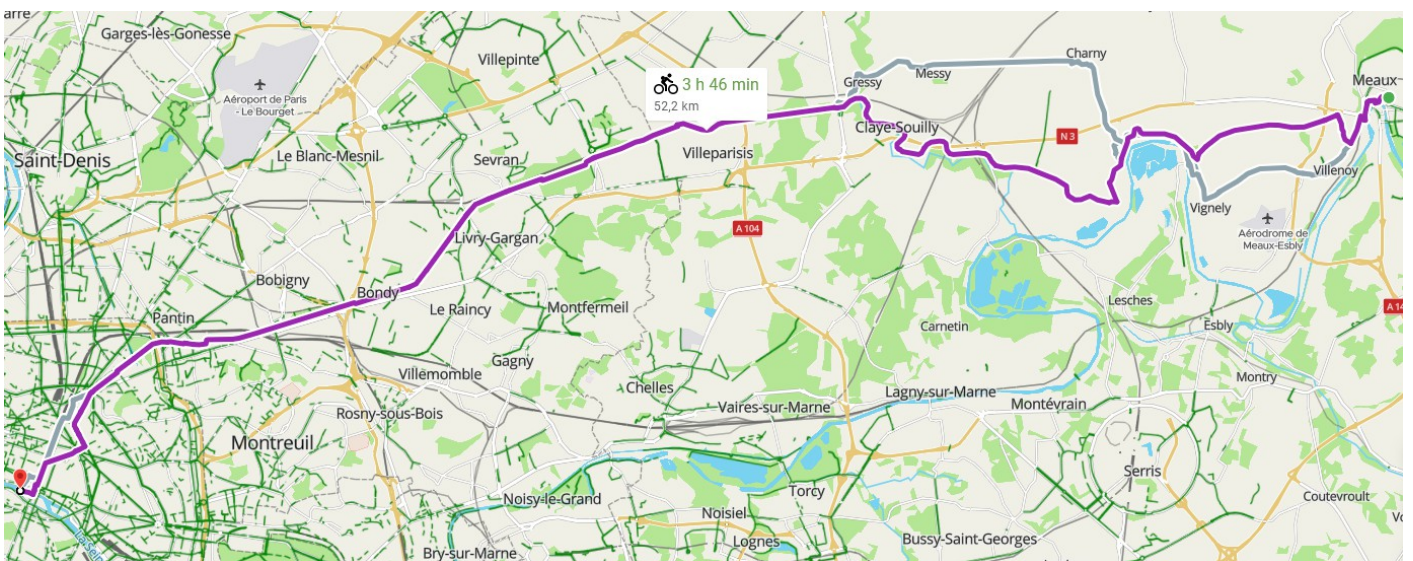 arre
Garges-lès-Gonesse
Villepinte
Aéroport de Paris
- Le Bourget
Saint-Denis
Le Blanc-Mesnil
Sevran
3 h 46 min
52,2 km
Gressy
Messy
Charny
Meaux
Claye-Souilly
N 3
Villeparisis
Villenoy
Vignely
Aérodrome de
Meaux-Esbly
A 104
Livry-Gargan
Bobigny
Bondy
Le Raincy
Montfermeil
Pantin
Carnetin
Lesches
Esbly
A 14
Gagny
Villemomble
Chelles
Montry
Vaires-sur-Marne
Lagny-sur-Marne
Montévrain
Rosny-sous-Bois
Montreuil
Serris
Coutevroult
Noisy-le-Grand
Torcy
Noisiel
Bry-sur-Marne
Lognes
Bussy-Saint-Georges